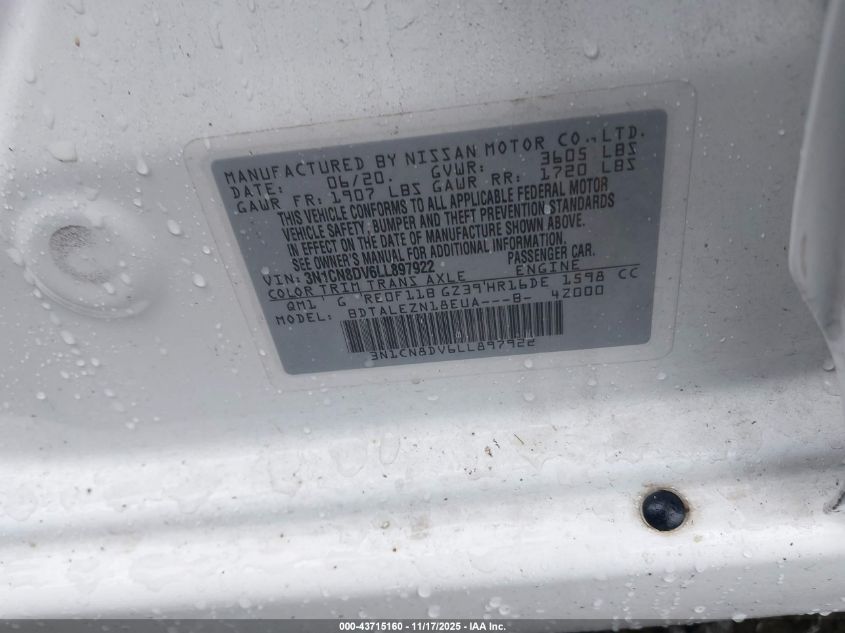 MANUFACTURED BY NISSAN MOTOR CO.,LTD.
DATE: 06/20. GVWR: 3605 LBS
GAWR FR: 1907 LBS GAWR RR: 1720 LBS
THIS VEHICLE CONFORMS TO ALL APPLICABLE FEDERAL MOTOR
VEHICLE SAFETY, BUMPER AND THEFT PREVENTION STANDARDS
IN EFFECT ON THE DATE OF MANUFACTURE SHOWN ABOVE.
SEE OWNER'S MANUAL FOR ADDITIONAL INFORMATION.
VIN: 3N1CN8DV6LL897922 PASSENGER CAR.
COLOR TRIM TRANS AXLE ENGINE
QM1 G RE0F11B GZ39 HR16DE 1598 CC
MODEL: BDTALEZN18EUA---B- 42000
3N1CN8DV6LL897922
000-43715160 - 11/17/2025 - IAA Inc.